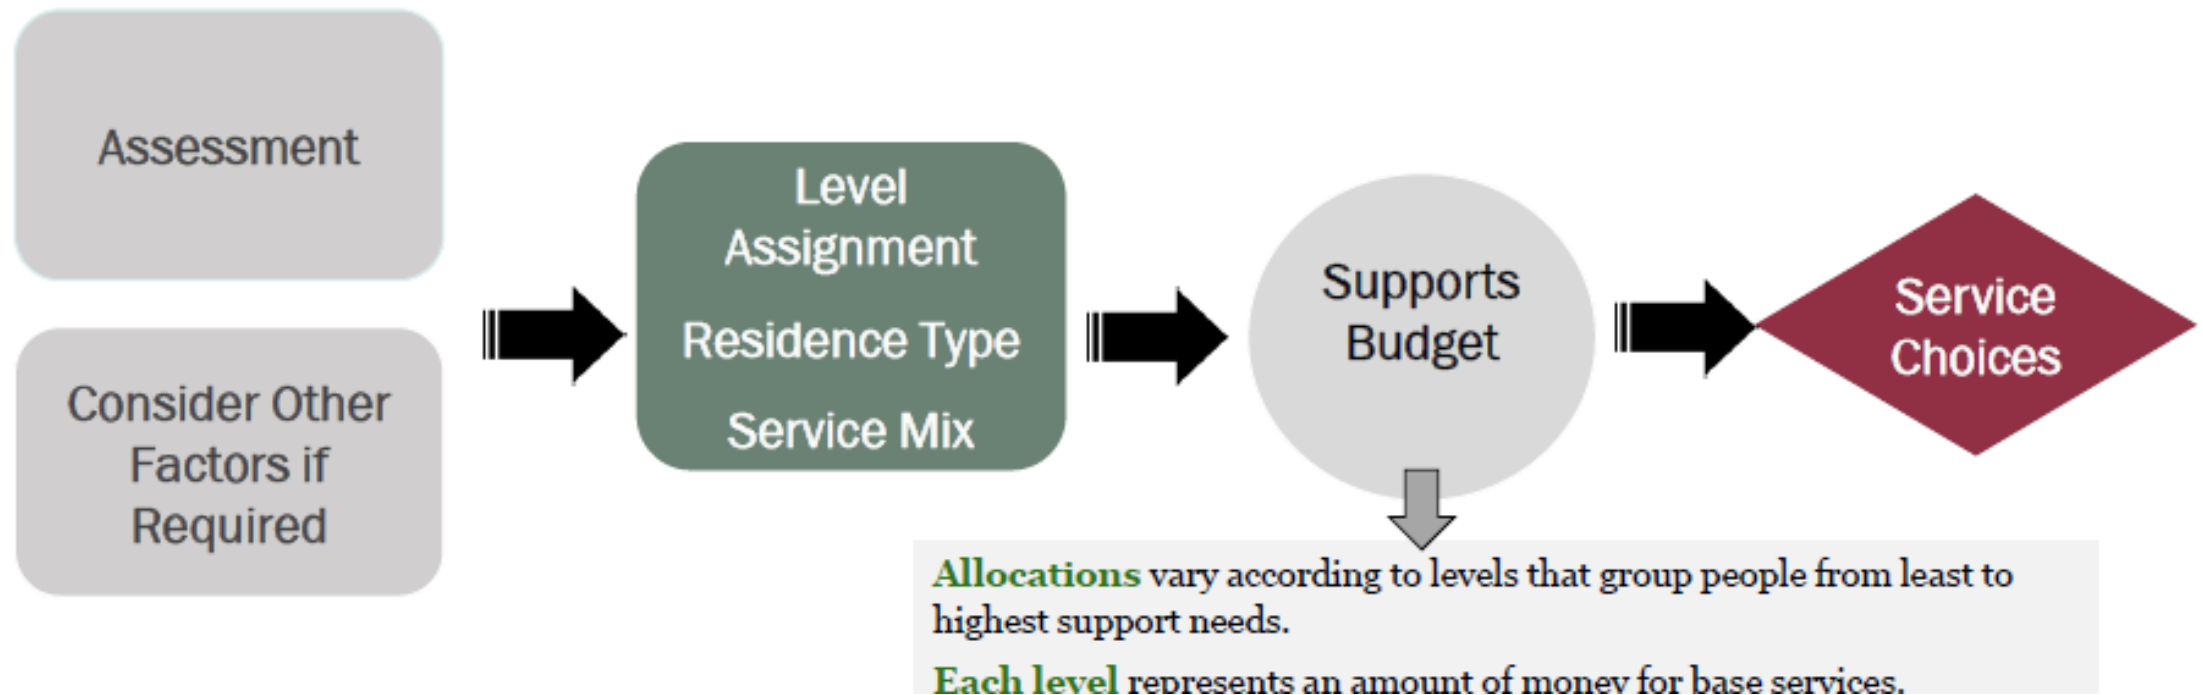 Assessment
Consider Other
Factors if
Required
Level
Assignment
Residence Type
Service Mix
Supports
Budget
Service
Choices
Allocations vary according to levels that group people from least to
highest support needs.
Each level represents an amount of money for base services.